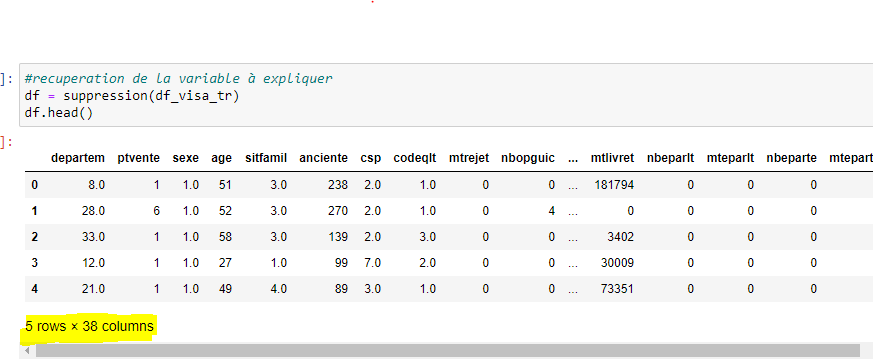 ]: #recuperation de la variable à expliquer
df = suppression(df_visa_tr)
df.head()
]:
departem ptvente sexe age sitfamil anciente csp codeqlt mtrejet nbopguic ... mtlivret nbeparlt mteparlt nbeparte mtepart
0 8.0 1 1.0 51 3.0 238 2.0 1.0 0 0 ... 181794 0 0 0
1 28.0 6 1.0 52 3.0 270 2.0 1.0 0 4 ... 0 0 0 0
2 33.0 1 1.0 58 3.0 139 2.0 3.0 0 0 ... 3402 0 0 0
3 12.0 1 1.0 27 1.0 99 7.0 2.0 0 0 ... 30009 0 0 0
4 21.0 1 1.0 49 4.0 89 3.0 1.0 0 0 ... 73351 0 0 0
5 rows × 38 columns